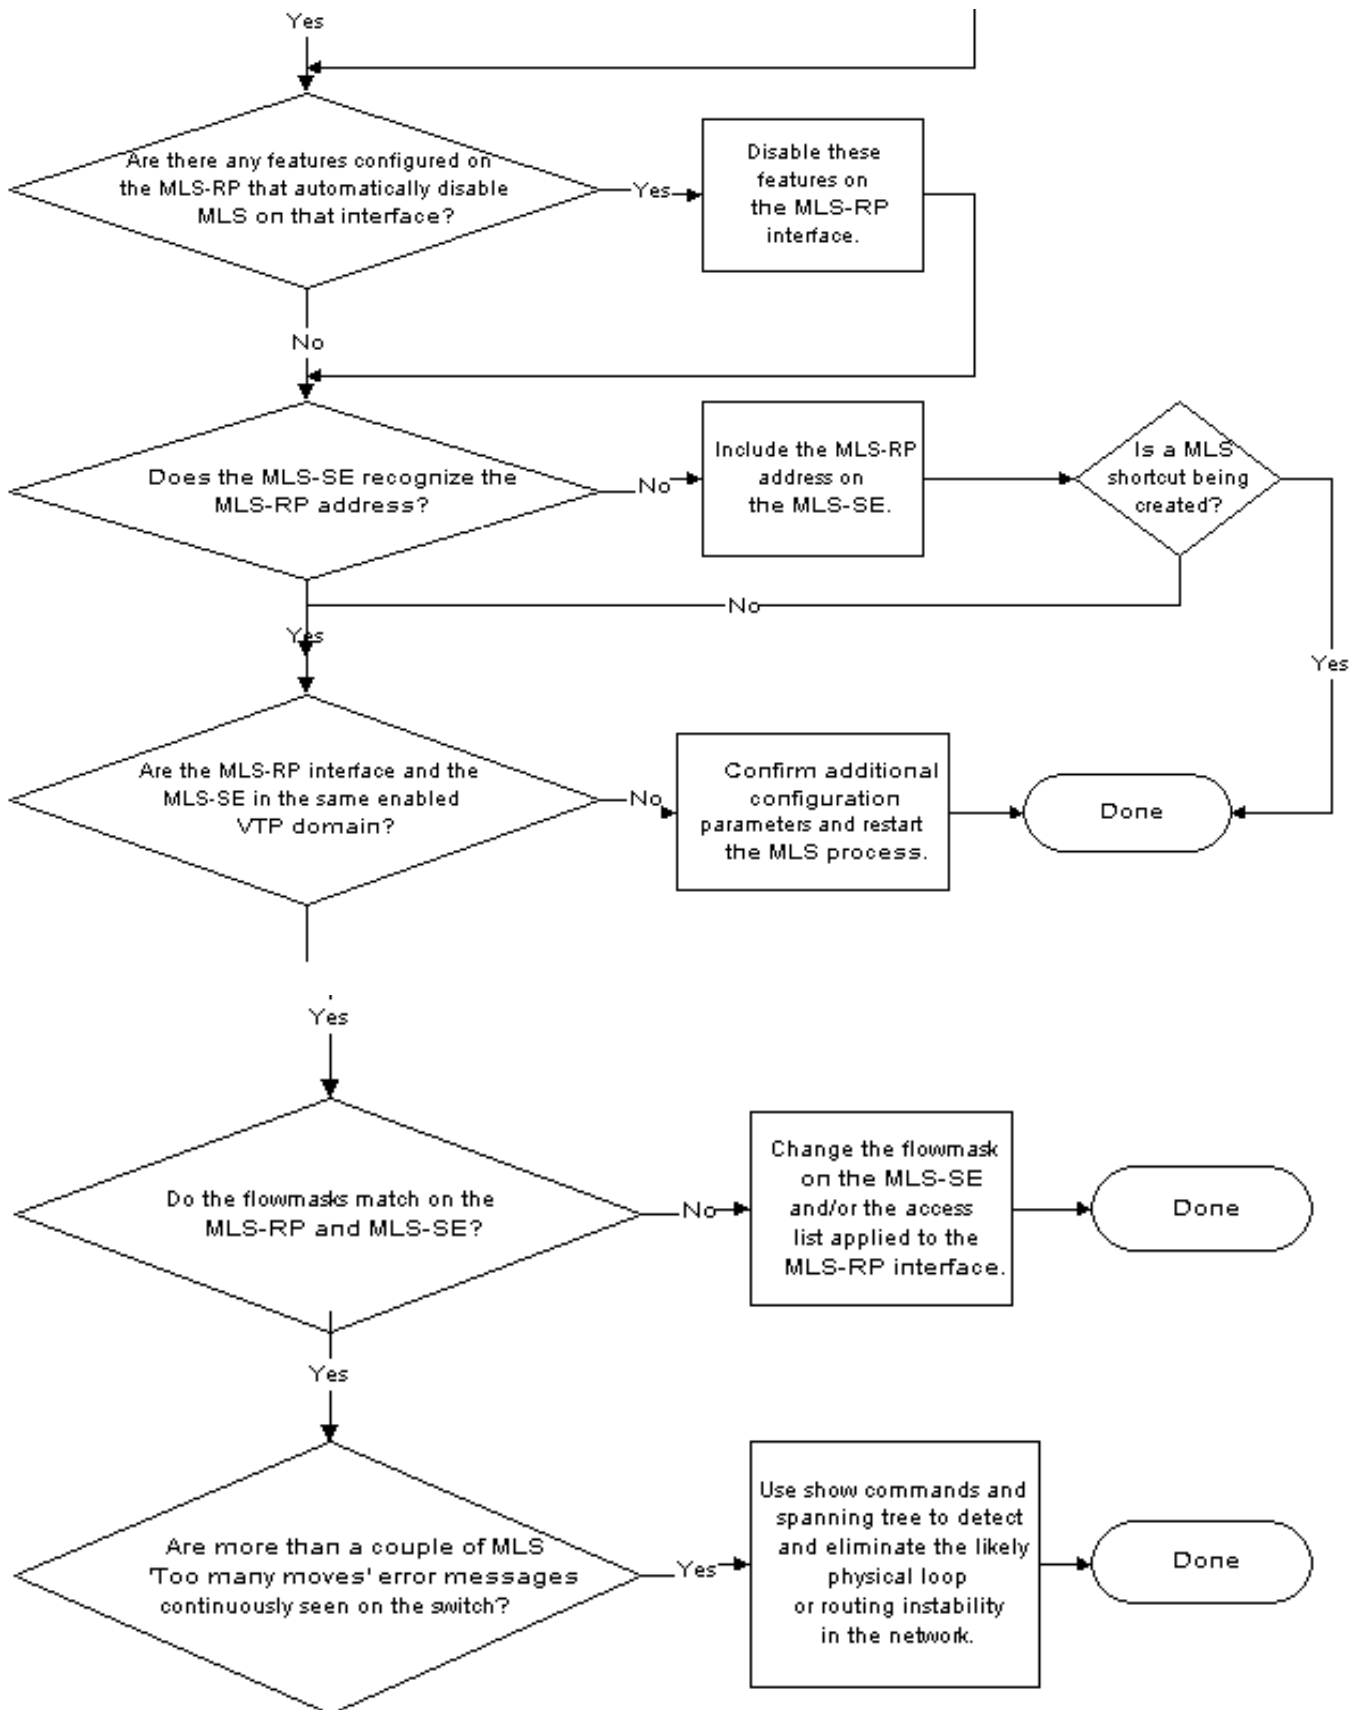 Yes
Are there any features configured on
the MLS-RP that automatically disable
MLS on that interface?
Yes
Disable these
features on
the MLS-RP
interface.
No
Does the MLS-SE recognize the
MLS-RP address?
No
Include the MLS-RP
address on
the MLS-SE.
Is a MLS
shortcut being
created?
No
Yes
Yes
Are the MLS-RP interface and the
MLS-SE in the same enabled
VTP domain?
No
Confirm additional
configuration
parameters and restart
the MLS process.
Done
Yes
Do the flowmasks match on the
MLS-RP and MLS-SE?
No
Change the flowmask
on the MLS-SE
and/or the access
list applied to the
MLS-RP interface.
Done
Yes
Are more than a couple of MLS
'Too many moves' error messages
continuously seen on the switch?
Yes
Use show commands and
spanning tree to detect
and eliminate the likely
physical loop
or routing instability
in the network.
Done